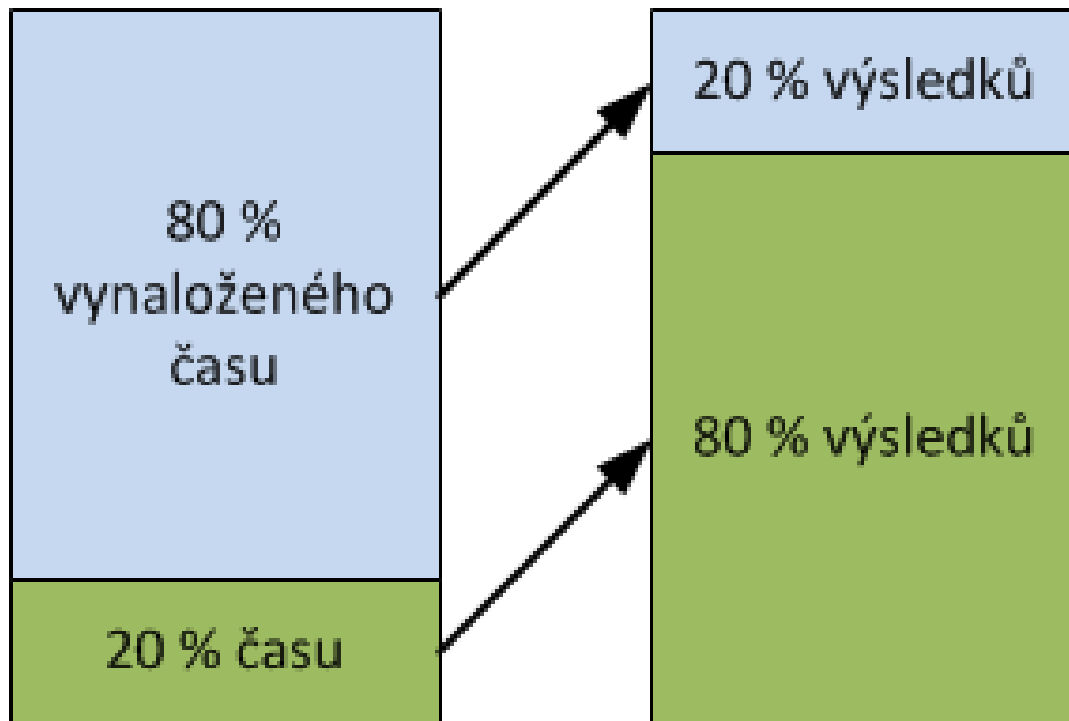 80 %
vynaloženého
času
20 % času
20 % výsledků
80 % výsledků